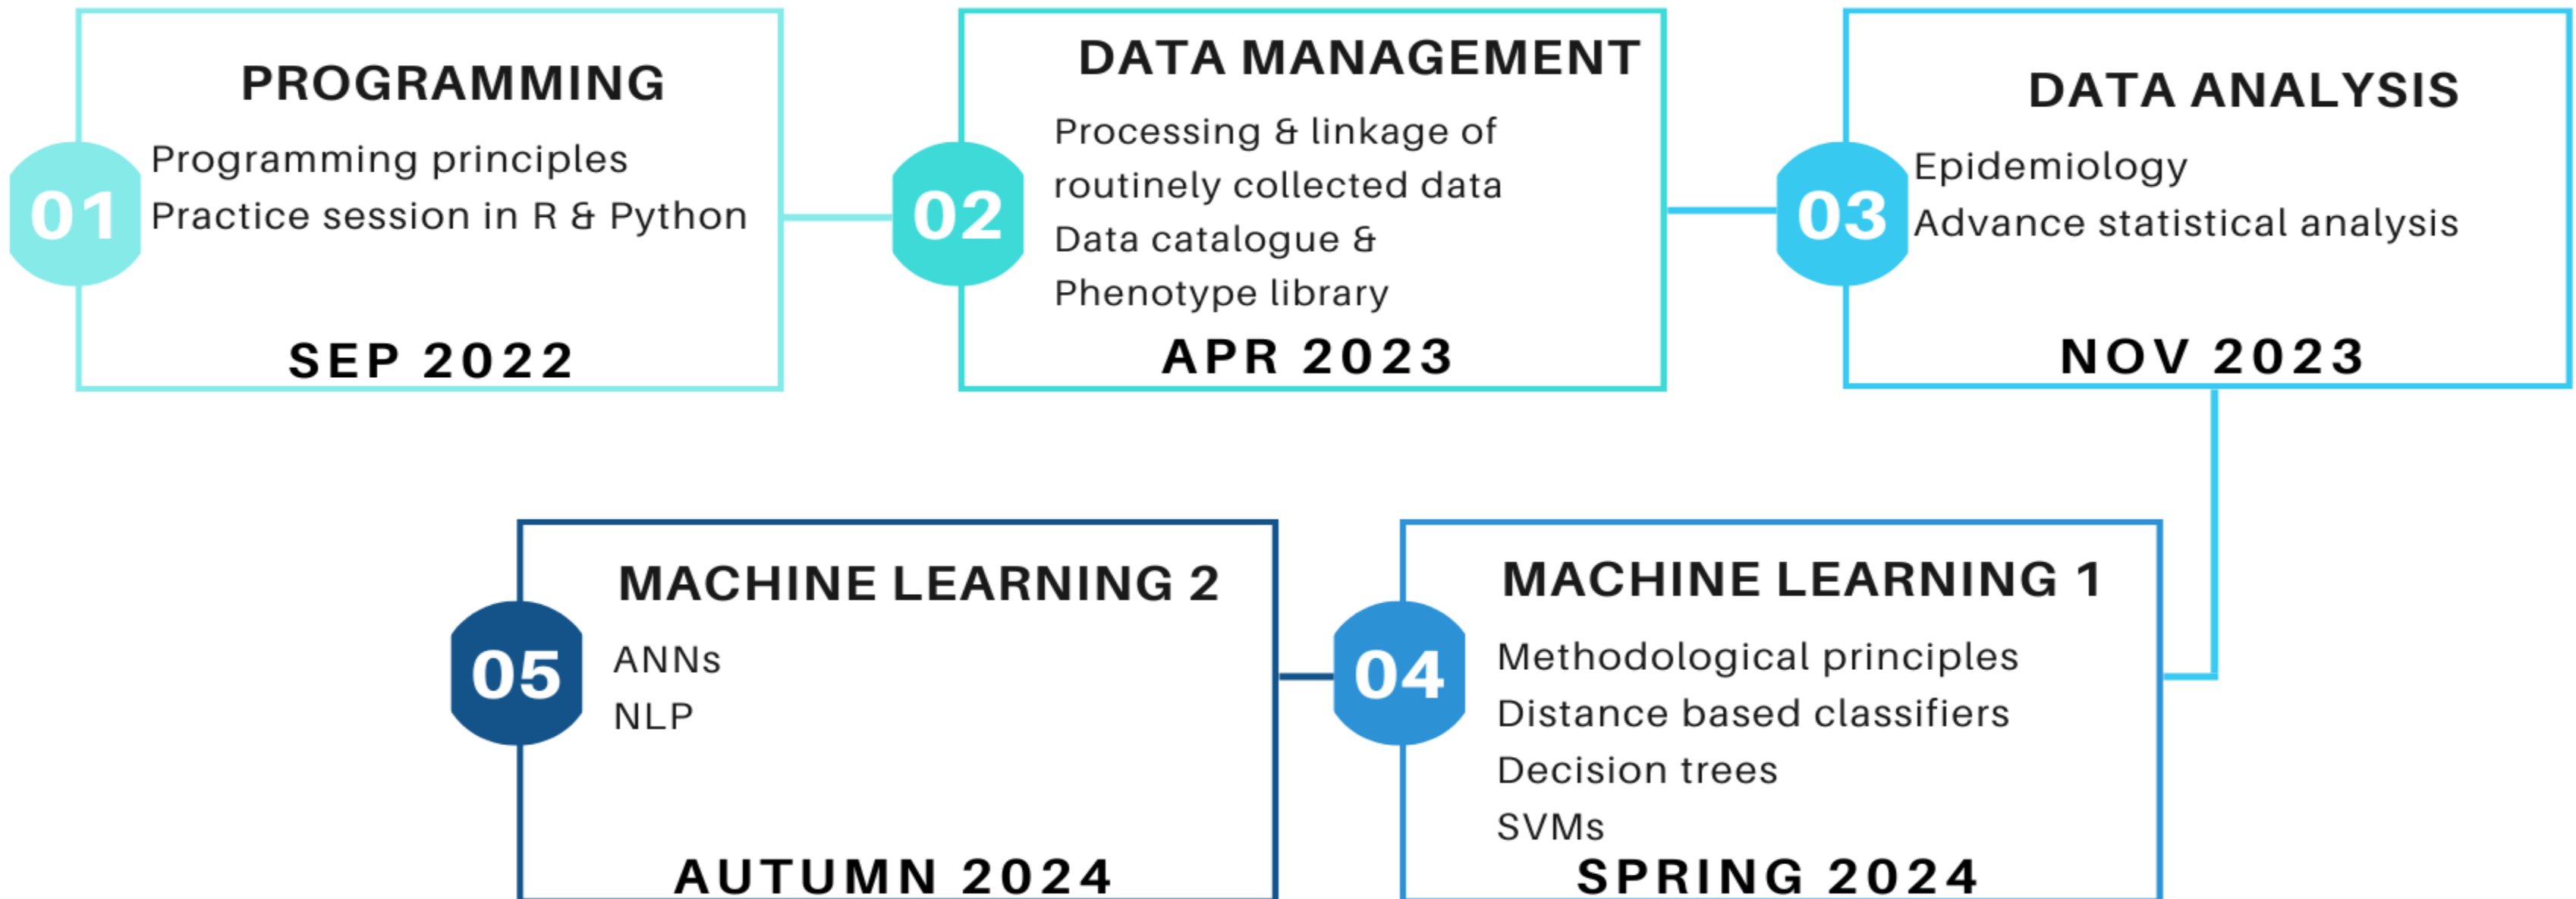 PROGRAMMING
01
Programming principles
Practice session in R & Python
SEP 2022
DATA MANAGEMENT
02
Processing & linkage of
routinely collected data
Data catalogue &
Phenotype library
APR 2023
DATA ANALYSIS
03
Epidemiology
Advance statistical analysis
NOV 2023
MACHINE LEARNING 1
04
Methodological principles
Distance based classifiers
Decision trees
SVMs
SPRING 2024
MACHINE LEARNING 2
05
ANNs
NLP
AUTUMN 2024